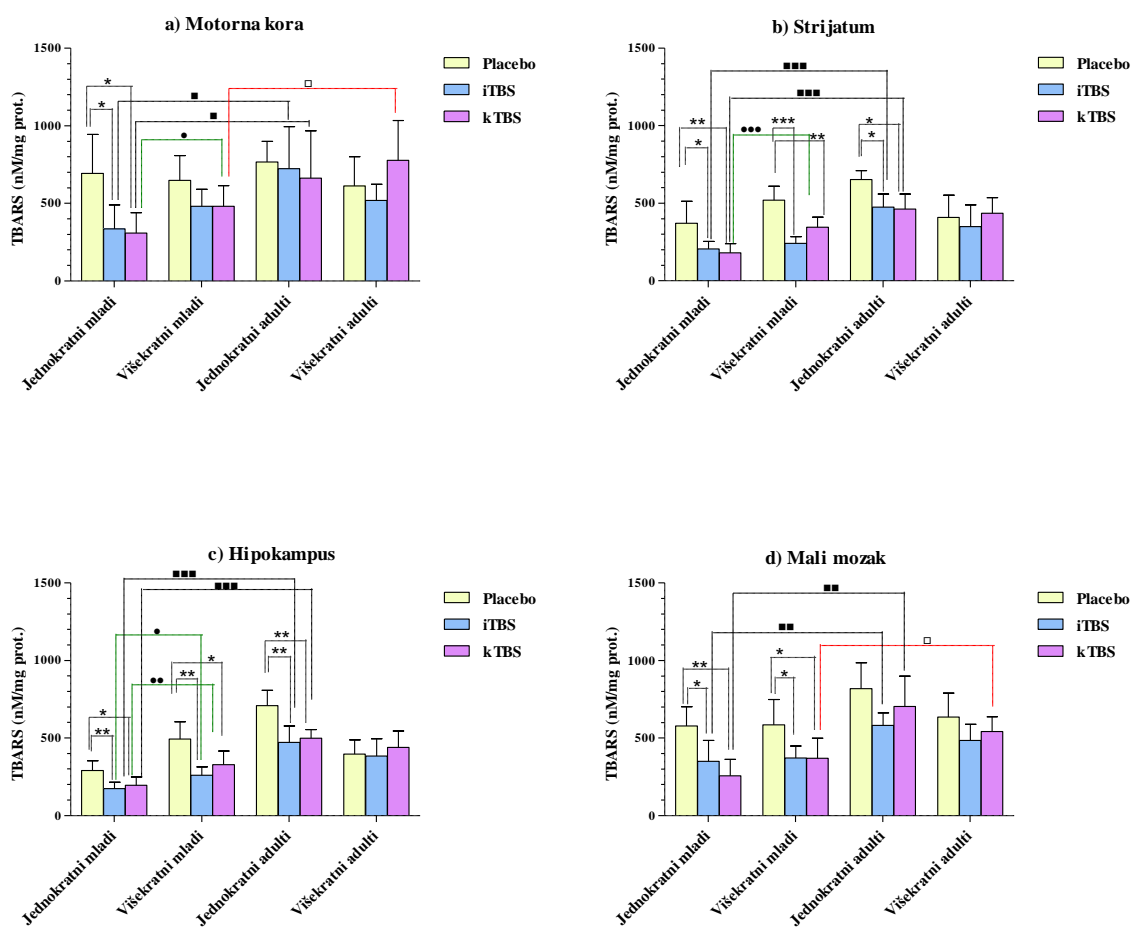 a) Motorna kora
TBARS (nM/mg prot.)
1500
1000
500
0
* * ■ ■ ● □
Jednokratni mladi
Višekratni mladi
Jednokratni adulti
Višekratni adulti
Placebo
iTBS
kTBS
b) Strijatum
TBARS (nM/mg prot.)
1500
1000
500
0
■■■
■■■
** * ●●● *** ** * *
Jednokratni mladi
Višekratni mladi
Jednokratni adulti
Višekratni adulti
Placebo
iTBS
kTBS
c) Hipokampus
TBARS (nM/mg prot.)
1500
1000
500
0
■■■
■■■
* ** ● ●● * ** ** **
Jednokratni mladi
Višekratni mladi
Jednokratni adulti
Višekratni adulti
Placebo
iTBS
kTBS
d) Mali mozak
TBARS (nM/mg prot.)
1500
1000
500
0
■■
■■
** * * * □
Jednokratni mladi
Višekratni mladi
Jednokratni adulti
Višekratni adulti
Placebo
iTBS
kTBS